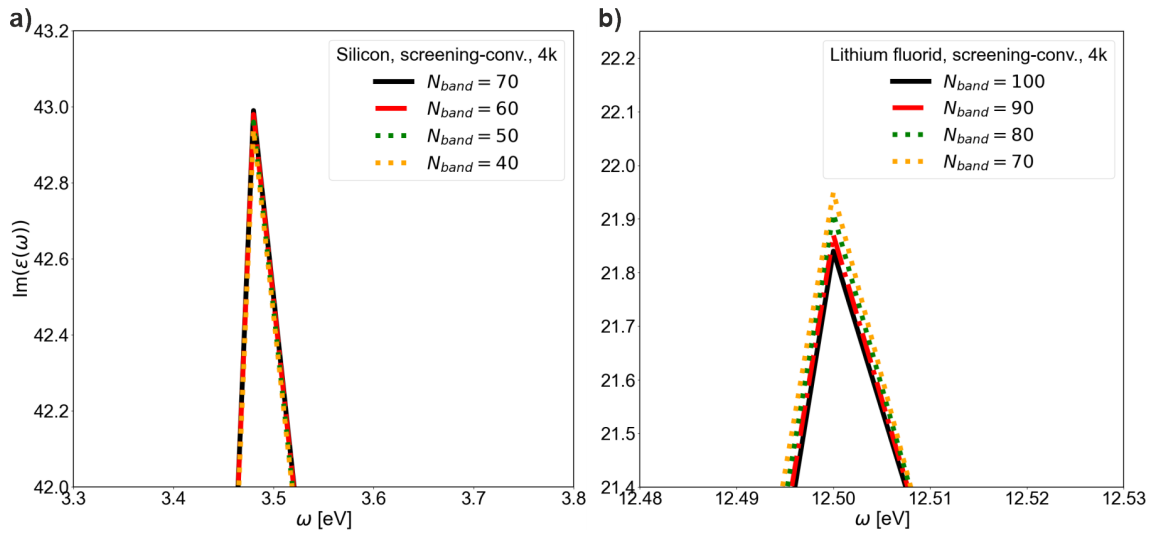 a)
43.2
43.0
42.8
42.6
42.4
42.2
42.0
Im(ε(ω))
3.3 3.4 3.5 3.6 3.7 3.8
ω [eV]
Silicon, screening-conv., 4k
N_band = 70
N_band = 60
N_band = 50
N_band = 40
b)
22.2
22.1
22.0
21.9
21.8
21.7
21.6
21.5
21.4
12.48 12.49 12.50 12.51 12.52 12.53
ω [eV]
Lithium fluorid, screening-conv., 4k
N_band = 100
N_band = 90
N_band = 80
N_band = 70